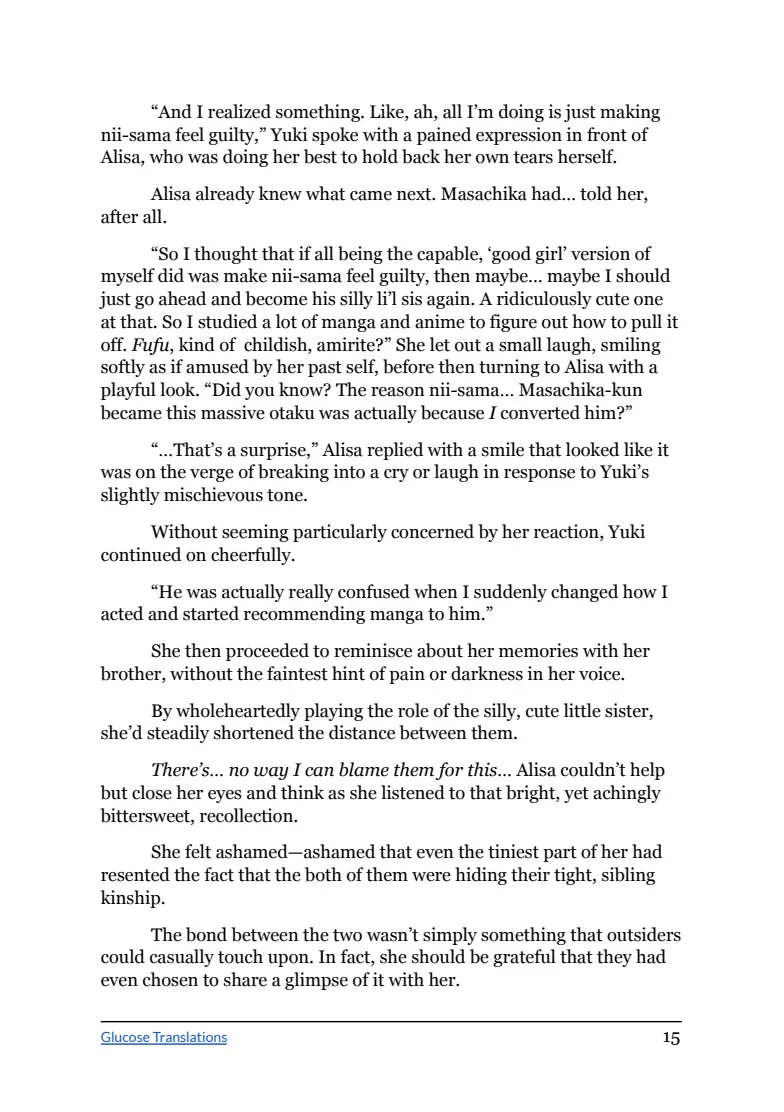 “And I realized something. Like, ah, all I’m doing is just making
nii-sama feel guilty,” Yuki spoke with a pained expression in front of
Alisa, who was doing her best to hold back her own tears herself.
Alisa already knew what came next. Masachika had… told her,
after all.
“So I thought that if all being the capable, ‘good girl’ version of
myself did was make nii-sama feel guilty, then maybe… maybe I should
just go ahead and become his silly li’l sis again. A ridiculously cute one
at that. So I studied a lot of manga and anime to figure out how to pull it
off. Fufu, kind of  childish, amirite?” She let out a small laugh, smiling
softly as if amused by her past self, before then turning to Alisa with a
playful look. “Did you know? The reason nii-sama… Masachika-kun
became this massive otaku was actually because I converted him?”
“…That’s a surprise,” Alisa replied with a smile that looked like it
was on the verge of breaking into a cry or laugh in response to Yuki’s
slightly mischievous tone.
Without seeming particularly concerned by her reaction, Yuki
continued on cheerfully.
“He was actually really confused when I suddenly changed how I
acted and started recommending manga to him.”
She then proceeded to reminisce about her memories with her
brother, without the faintest hint of pain or darkness in her voice.
By wholeheartedly playing the role of the silly, cute little sister,
she’d steadily shortened the distance between them.
There’s… no way I can blame them for this… Alisa couldn’t help
but close her eyes and think as she listened to that bright, yet achingly
bittersweet, recollection.
She felt ashamed—ashamed that even the tiniest part of her had
resented the fact that the both of them were hiding their tight, sibling
kinship.
The bond between the two wasn’t simply something that outsiders
could casually touch upon. In fact, she should be grateful that they had
even chosen to share a glimpse of it with her.
Glucose Translations
15